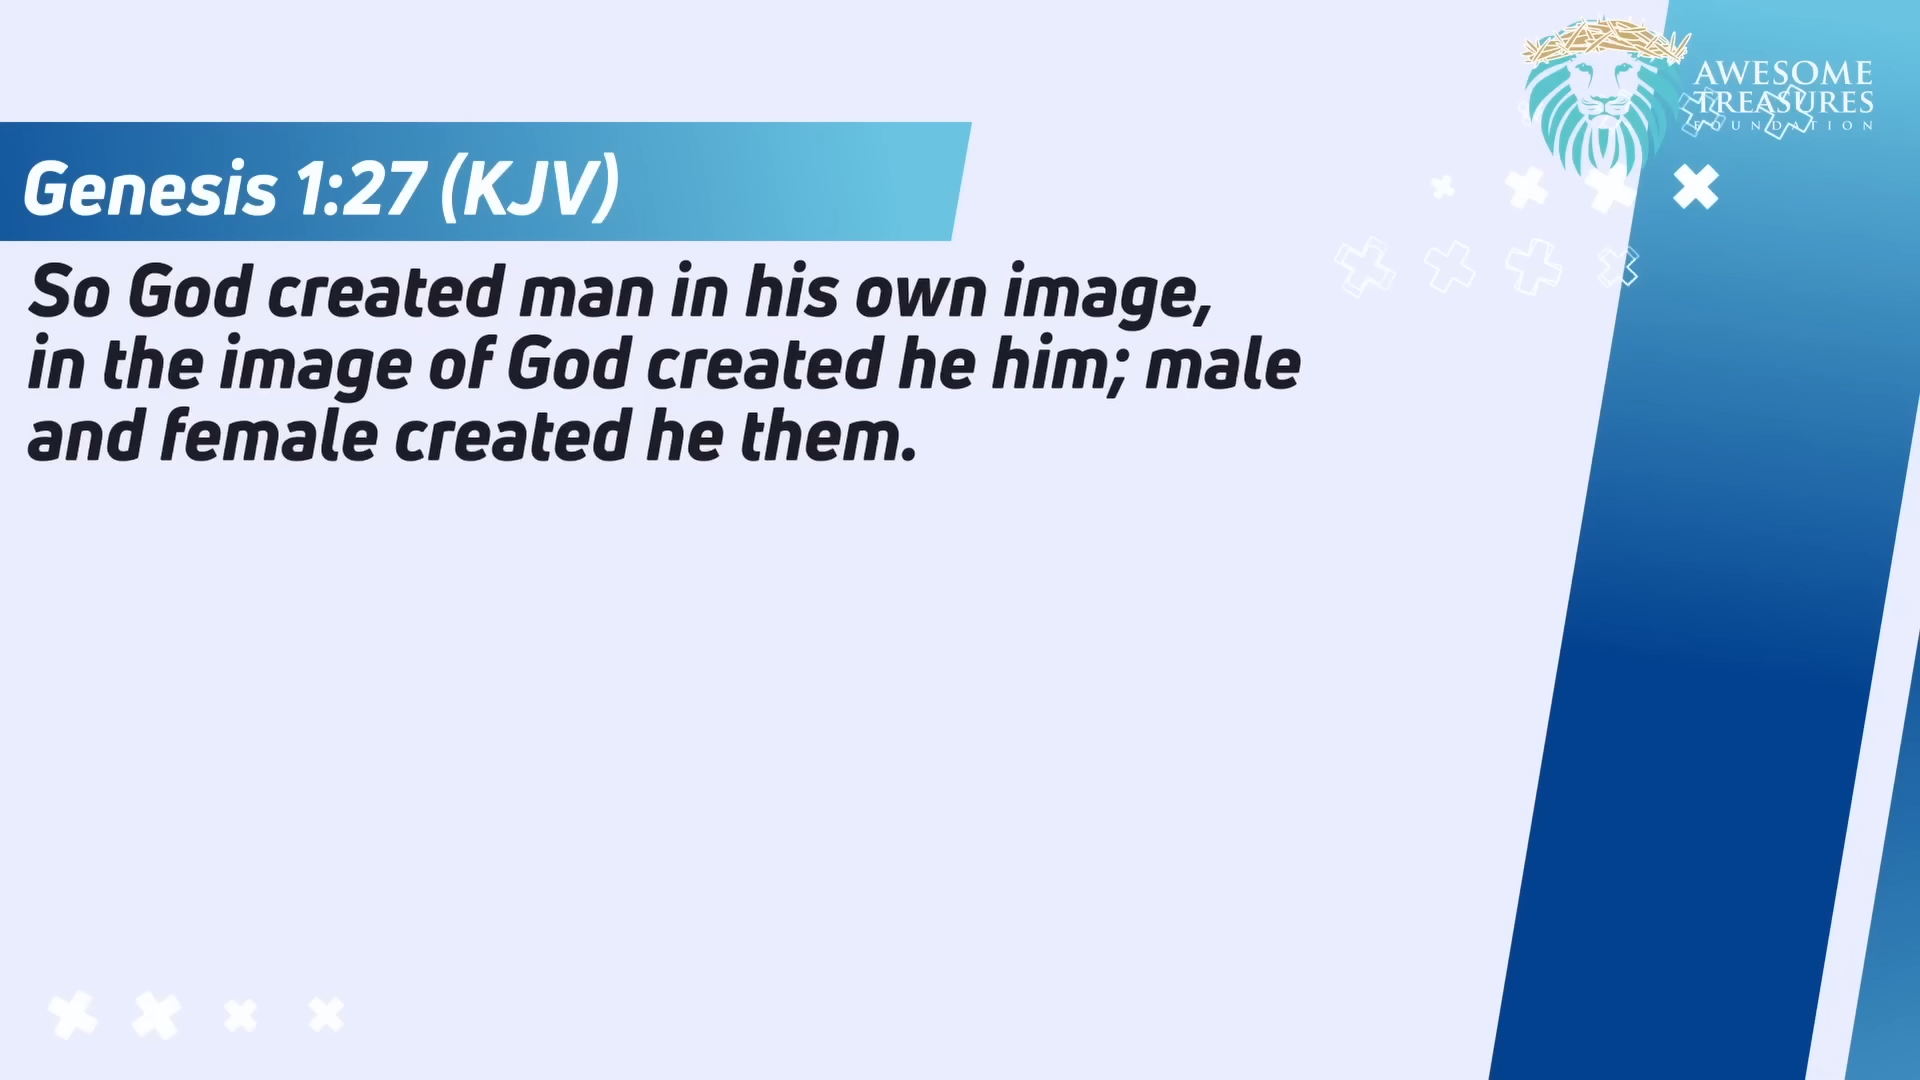 AWESOME
TREASURES
FOUNDATION
Genesis 1:27 (KJV)
So God created man in his own image,
in the image of God created he him; male
and female created he them.